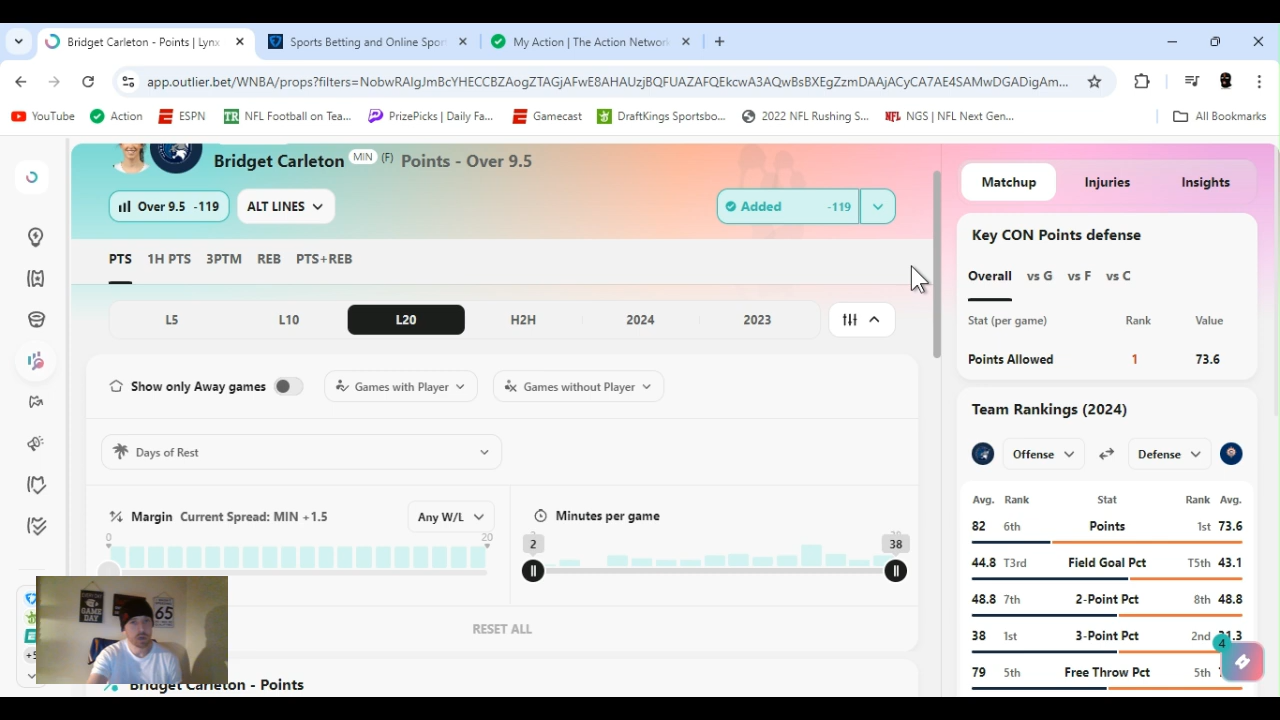 Bridget Carleton - Points | Lynx
Sports Betting and Online Spor
My Action | The Action Network
app.outlier.bet/WNBA/props?filters=NobwRAlgJmBcYHECCBZAogZTAGjAFwE8AHAUzjBQFUAZAFQEkcwA3AQwBsBXEgZzmDAAjACyCA7AE4SAMwDGADigAm...
YouTube
Action
ESPN
NFL Football on Tea...
PrizePicks | Daily Fa...
Gamecast
DraftKings Sportsbo...
2022 NFL Rushing S...
NGS | NFL Next Gen...
All Bookmarks
Bridget Carleton MIN (F) Points - Over 9.5
Over 9.5 -119
ALT LINES
Added -119
PTS 1H PTS 3PTM REB PTS+REB
L5 L10 L20 H2H 2024 2023
Show only Away games
Games with Player
Games without Player
Days of Rest
Margin Current Spread: MIN +1.5
Any W/L
0 20
Minutes per game
2 38
RESET ALL
Bridget Carleton - Points
Matchup Injuries Insights
Key CON Points defense
Overall vs G vs F vs C
Stat (per game) Rank Value
Points Allowed 1 73.6
Team Rankings (2024)
Offense Defense
Avg. Rank Stat Rank Avg.
82 6th Points 1st 73.6
44.8 T3rd Field Goal Pct T5th 43.1
48.8 7th 2-Point Pct 8th 48.8
38 1st 3-Point Pct 2nd
4
79 5th Free Throw Pct 5th
GAME DAY
65